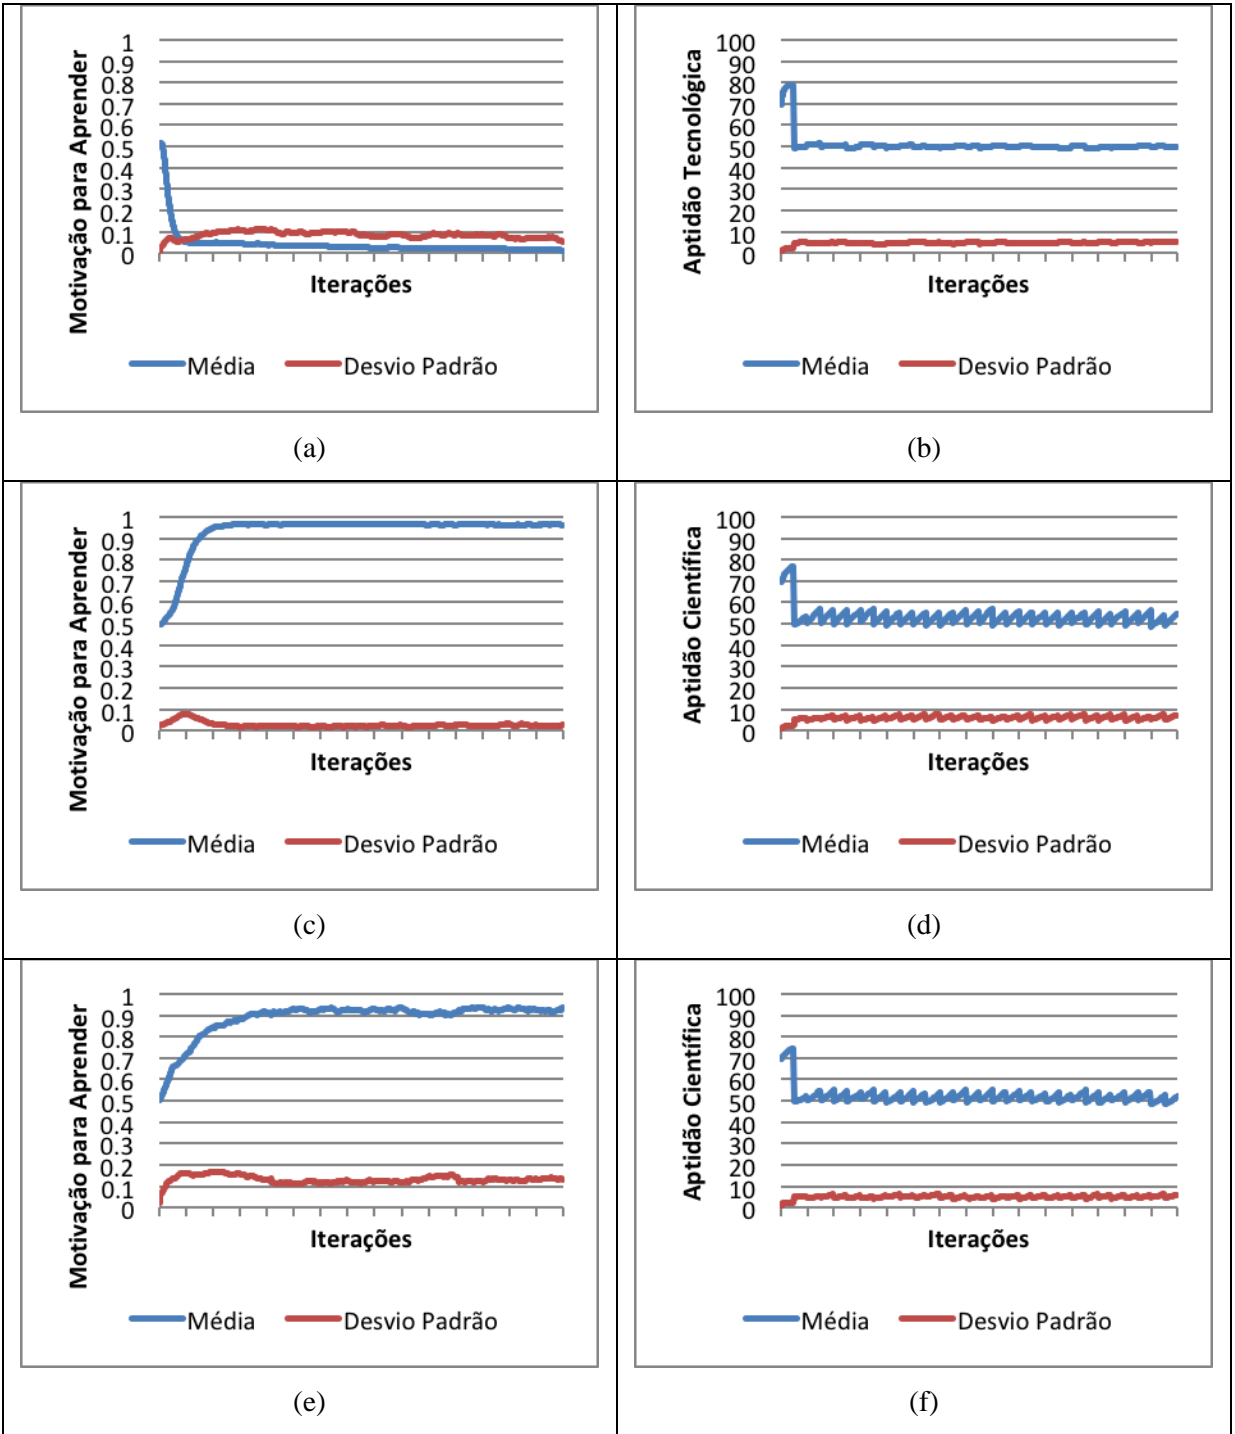 Motivação para Aprender
1
0.9
0.8
0.7
0.6
0.5
0.4
0.3
0.2
0.1
0
Iterações
Média Desvio Padrão
(a)
Aptidão Tecnológica
100
90
80
70
60
50
40
30
20
10
0
Iterações
Média Desvio Padrão
(b)
Motivação para Aprender
1
0.9
0.8
0.7
0.6
0.5
0.4
0.3
0.2
0.1
0
Iterações
Média Desvio Padrão
(c)
Aptidão Científica
100
90
80
70
60
50
40
30
20
10
0
Iterações
Média Desvio Padrão
(d)
Motivação para Aprender
1
0.9
0.8
0.7
0.6
0.5
0.4
0.3
0.2
0.1
0
Iterações
Média Desvio Padrão
(e)
Aptidão Científica
100
90
80
70
60
50
40
30
20
10
0
Iterações
Média Desvio Padrão
(f)